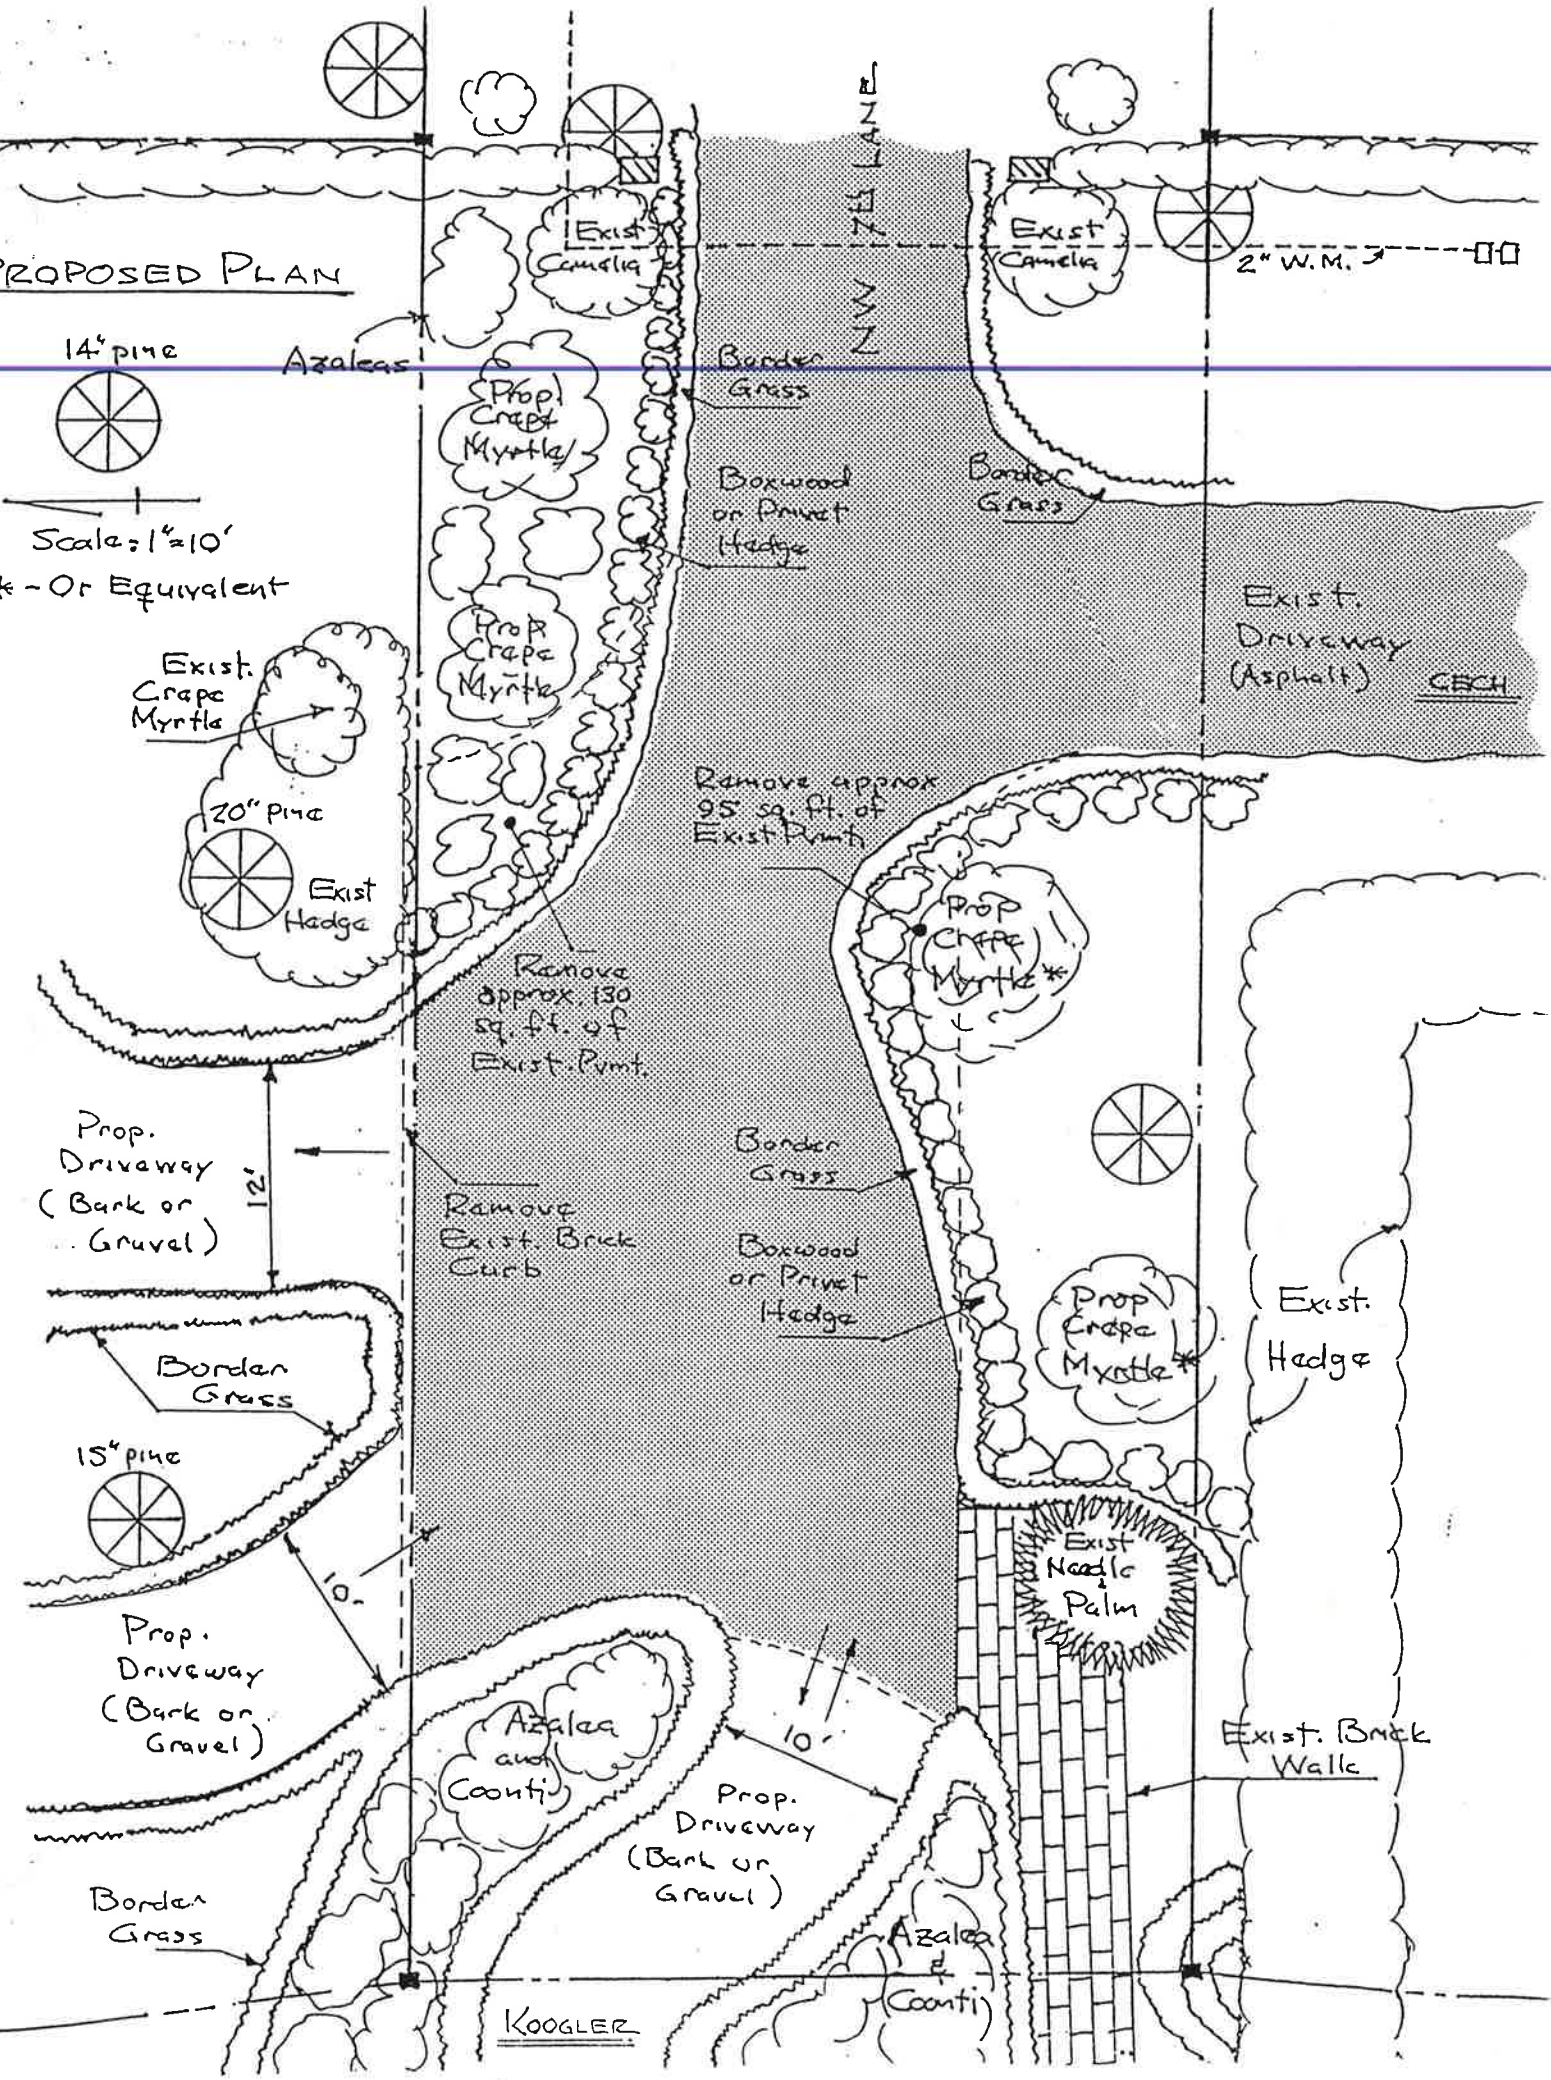 NW 7th LANE
PROPOSED PLAN
Exist
Camelia
Exist
Camelia
2" W.M.
14" pine
Azaleas
Prop.
Crape
Myrtle
Border
Grass
Boxwood
or Privet
Hedge
Border
Grass
Scale: 1"=10'
* - Or Equivalent
Exist.
Driveway
(Asphalt)
CECH
Prop
Crape
Myrtle
Exist.
Crape
Myrtle
20" Pine
Exist
Hedge
Remove approx
95 sq. ft. of
Exist Pvmt.
Prop
Crape
Myrtle *
Remove
approx. 130
sq. ft. of
Exist. Pvmt.
Prop.
Driveway
(Bark or
Gravel)
12'
Remove
Exist. Brick
Curb
Border
Grass
Boxwood
or Privet
Hedge
Prop
Crape
Myrtle *
Exist.
Hedge
Border
Grass
15" pine
10'
Exist
Needle
Palm
Prop.
Driveway
(Bark or
Gravel)
Azalea
and
Coonti
10'
Exist. Brick
Walk
Prop.
Driveway
(Bark or
Gravel)
Border
Grass
Azalea
&
Coonti
KOOGLER